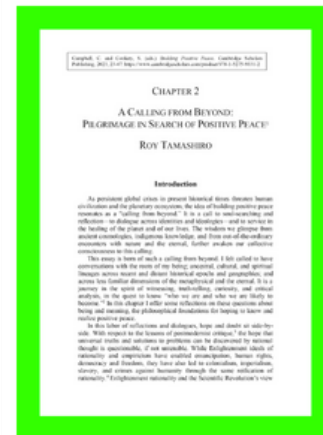 Campbell, C. and Corduny, S. (eds.) Building Positive Peace. Cambridge Scholars
Publishing, 2023, 23-47 https://www.cambridgescholars.com/product/978-1-5275-
CHAPTER 2
A CALLING FROM BEYOND:
PILGRIMAGE IN SEARCH OF POSITIVE PEACE¹
ROY TAMASHIRO
Introduction
As persistent global crises in present historical times threaten human
civilization and the planetary ecosystem, the idea of building positive peace
resonates as a "calling from beyond." It is a call to soul-searching and
reflection—to dialogue across identities and ideologies—and to service to
the healing of the planet and of our lives. The wisdom we glimpse from
ancient cosmologies, indigenous knowledge, and from out-of-the-ordinary
encounters with nature and the eternal, further awaken our collective
consciousness to this calling.
This essay is born of such a calling from beyond. I felt called to have
conversations with the roots of my being: ancestral, cultural, and spiritual
lineages across recent and distant historical epochs and geographies; and
across less familiar dimensions of the metaphysical and the eternal. It is a
journey in the spirit of witnessing, truth-telling, curiosity, and critical
analysis, in the quest to know "who we are and who we are likely to
become." In this chapter I offer some reflections on these questions about
being and meaning, the philosophical foundations for hoping to know and
realize positive peace.
In this labor of reflections and dialogues, hope and doubt sit side-by-
side. With respect to the lessons of postmodernist critique, the hope that
universal truths and solutions to problems can be discovered by rational
thought is questionable, if not untenable. While Enlightenment ideals of
rationality and empiricism have enabled emancipation, human rights,
democracy and freedom, they have also led to colonialism, imperialism,
slavery, and crimes against humanity through the same reification of
rationality. Enlightenment rationality and the Scientific Revolution's view